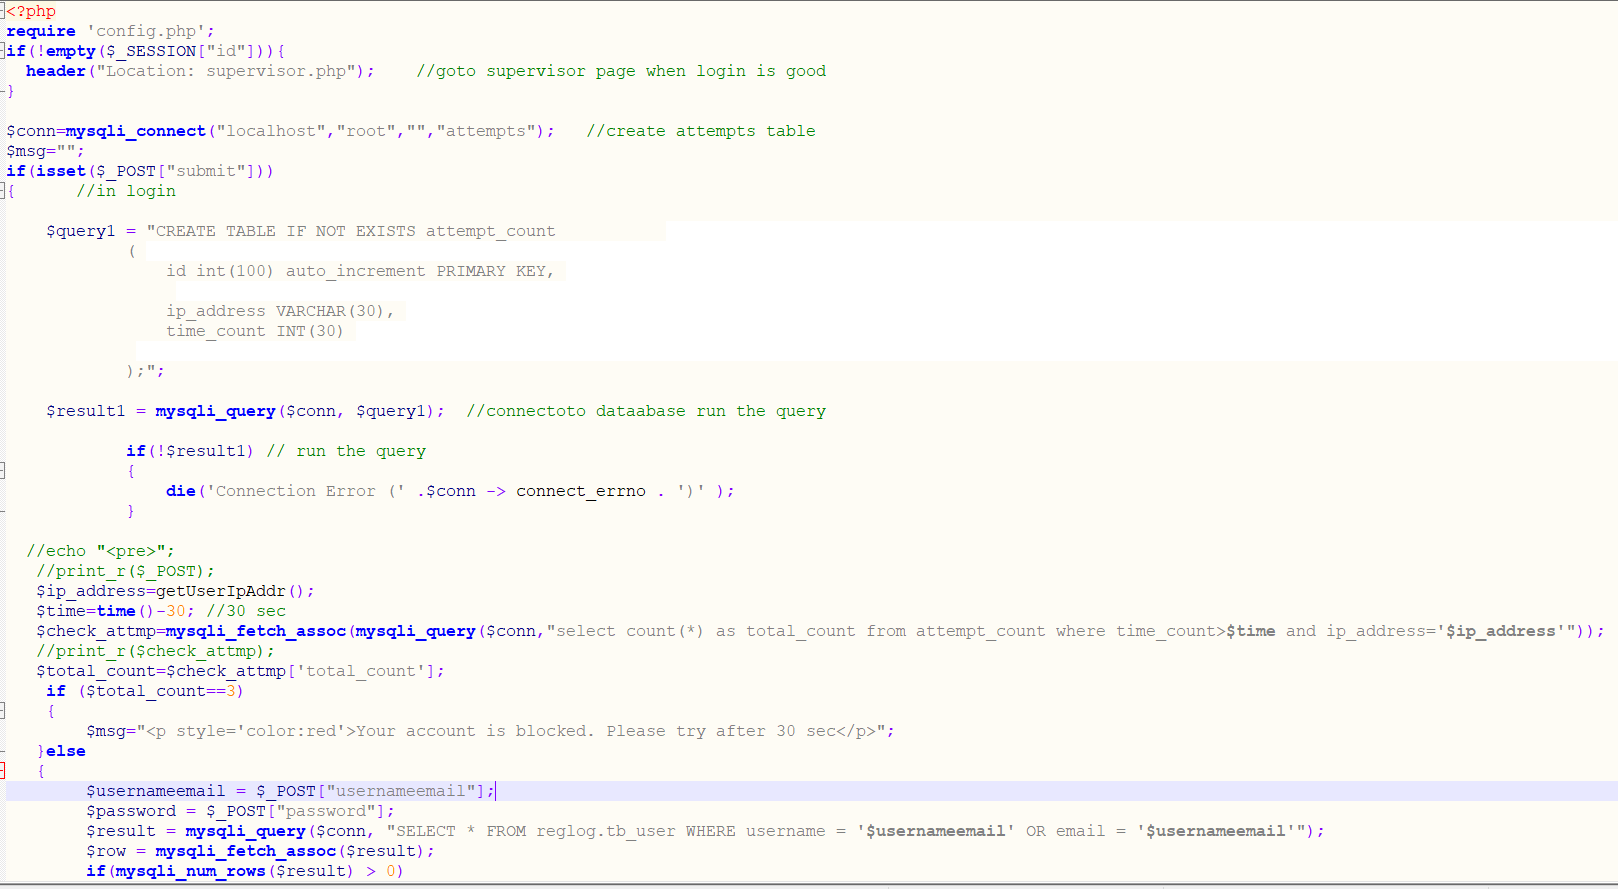 <?php
require 'config.php';
if(!empty($_SESSION["id"])){
  header("Location: supervisor.php");    //goto supervisor page when login is good
}
$conn=mysqli_connect("localhost","root","","attempts");   //create attempts table
$msg="";
if(isset($_POST["submit"]))
{      //in login
    $query1 = "CREATE TABLE IF NOT EXISTS attempt_count
            (
                id int(100) auto_increment PRIMARY KEY,
                ip_address VARCHAR(30),
                time_count INT(30)
            );";
    $result1 = mysqli_query($conn, $query1);  //connectoto dataabase run the query
            if(!$result1) // run the query
            {
                die('Connection Error (' .$conn -> connect_errno . ')' );
            }
  //echo "<pre>";
   //print_r($_POST);
   $ip_address=getUserIpAddr();
   $time=time()-30; //30 sec
   $check_attmp=mysqli_fetch_assoc(mysqli_query($conn,"select count(*) as total_count from attempt_count where time_count>$time and ip_address='$ip_address'"));
   //print_r($check_attmp);
   $total_count=$check_attmp['total_count'];
    if ($total_count==3)
    {
        $msg="<p style='color:red'>Your account is blocked. Please try after 30 sec</p>";
   }else
   {
        $usernameemail = $_POST["usernameemail"];
        $password = $_POST["password"];
        $result = mysqli_query($conn, "SELECT * FROM reglog.tb_user WHERE username = '$usernameemail' OR email = '$usernameemail'");
        $row = mysqli_fetch_assoc($result);
        if(mysqli_num_rows($result) > 0)